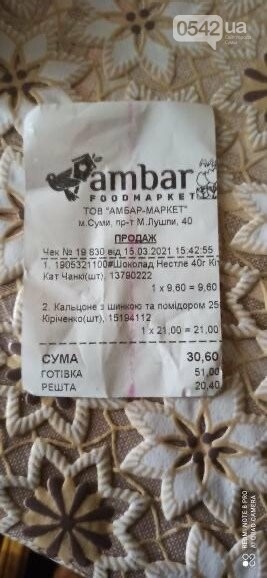 0542.ua
ambar
FOODMARKET
ТОВ "АМБАР-МАРКЕТ"
м.Суми, пр-т М.Лушпи, 40
ПРОДАЖ
Чек № 19 830 від 15.03.2021 15:42:55
1. 1905321100#Шоколад Нестле 40г Кіт
Кат Чанкі(шт), 13790222
1 x 9.60 = 9,60
2. Кальцоне з шинкою та помідором 25
Кіріченко(шт), 15194112
1 x 21,00 = 21,00
СУМА 30,60
ГОТІВКА 51,00
РЕШТА 20,40
REDMI NOTE 8 PRO
AI QUAD CAMERA